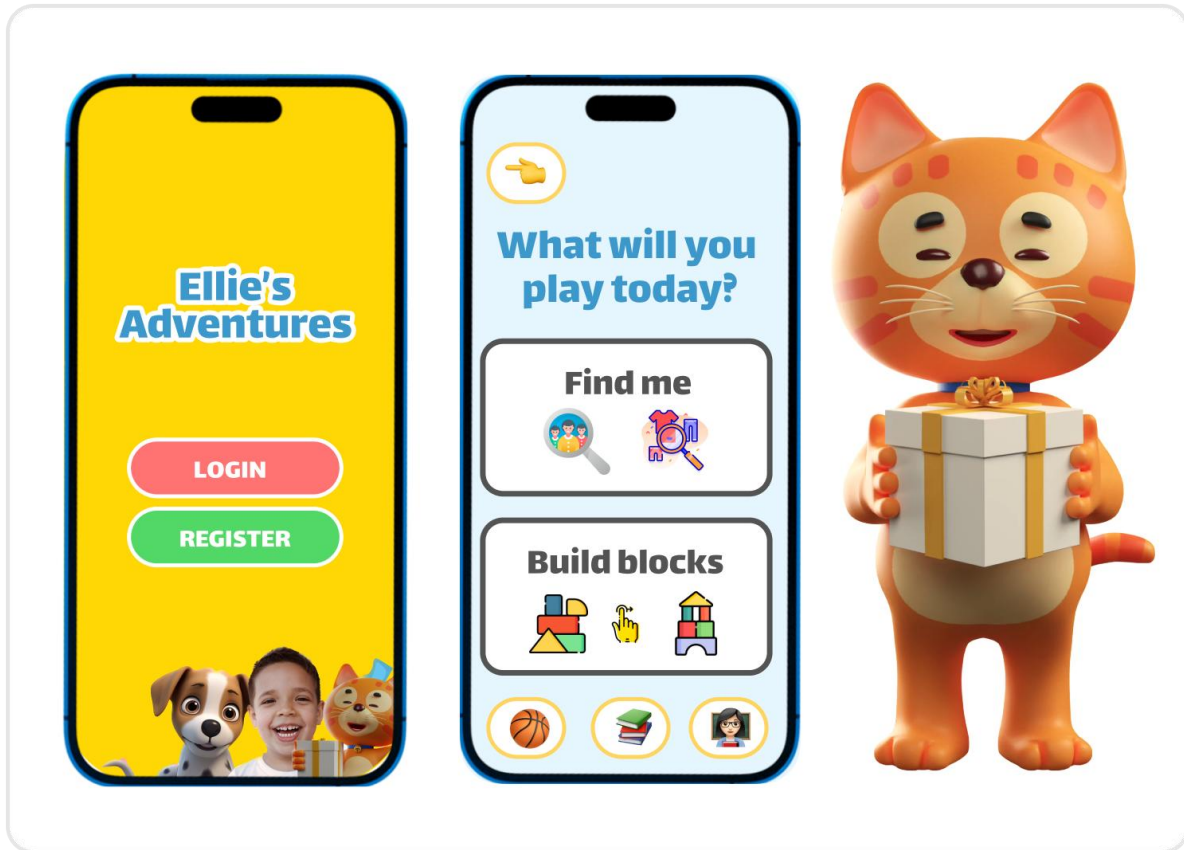 Ellie's
Adventures
LOGIN
REGISTER
What will you
play today?
Find me
Build blocks